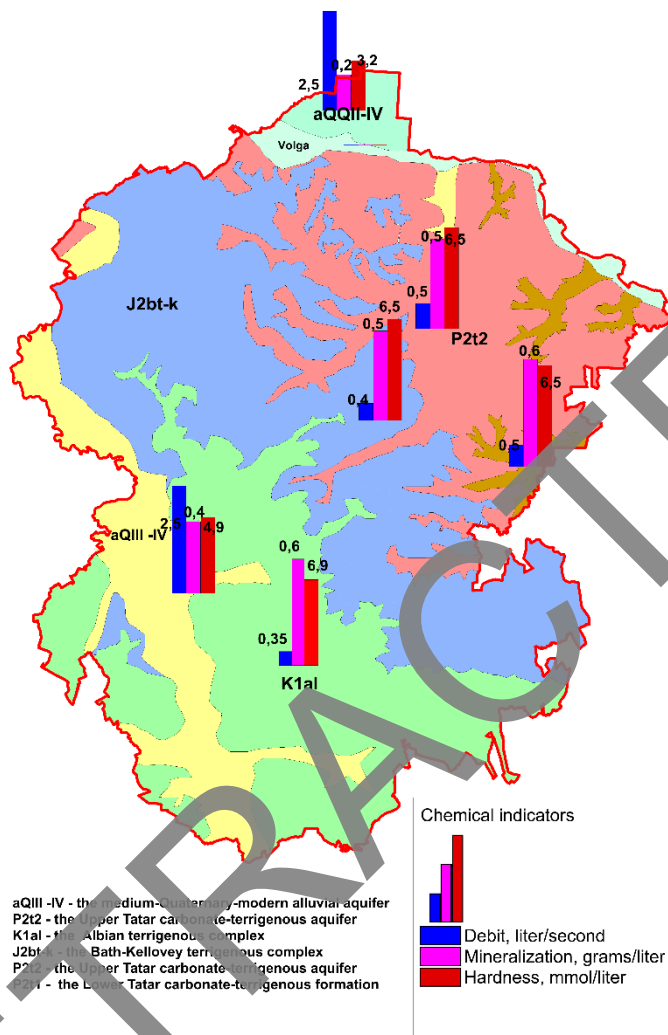 2,5
0,2
3,2
aQQII-IV
Volga
0,5
6,5
0,5
J2bt-k
6,5
P2t2
0,5
0,6
6,5
0,4
0,5
0,4
2,5
4,9
aQIII -IV
0,6
6,9
0,35
K1al
Chemical indicators
aQIII -IV - the medium-Quaternary-modern alluvial aquifer
P2t2 - the Upper Tatar carbonate-terrigenous aquifer
K1al - the Albian terrigenous complex
J2bt-k - the Bath-Kellovey terrigenous complex
P2t2 - the Upper Tatar carbonate-terrigenous aquifer
P2t1 - the Lower Tatar carbonate-terrigenous formation
Debit, liter/second
Mineralization, grams/liter
Hardness, mmol/liter